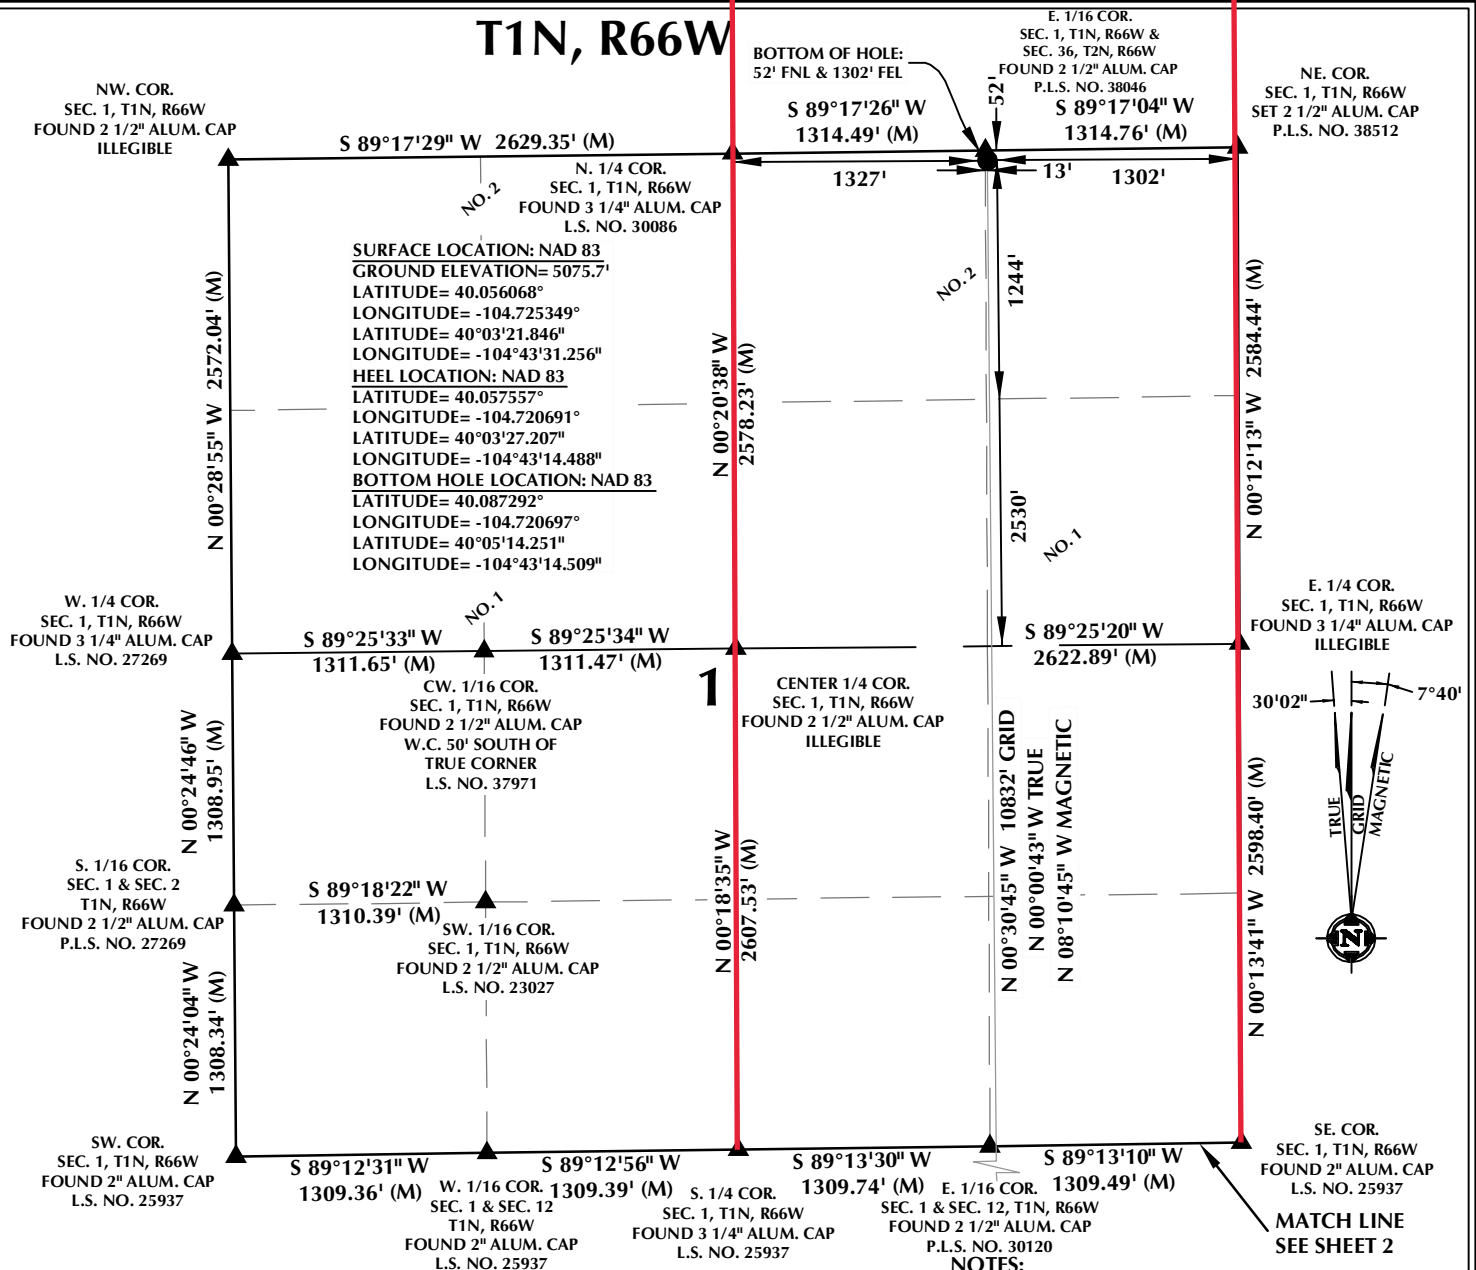 T1N, R66W
BOTTOM OF HOLE:
52' FNL & 1302' FEL
E. 1/16 COR.
SEC. 1, T1N, R66W &
SEC. 36, T2N, R66W
FOUND 2 1/2" ALUM. CAP
P.L.S. NO. 38046
NW. COR.
SEC. 1, T1N, R66W
FOUND 2 1/2" ALUM. CAP
ILLEGIBLE
NE. COR.
SEC. 1, T1N, R66W
SET 2 1/2" ALUM. CAP
P.L.S. NO. 38512
S 89°17'29" W 2629.35' (M)
S 89°17'26" W
1314.49' (M)
52'
S 89°17'04" W
1314.76' (M)
1327'
13'
1302'
NO. 2
N. 1/4 COR.
SEC. 1, T1N, R66W
FOUND 3 1/4" ALUM. CAP
L.S. NO. 30086
SURFACE LOCATION: NAD 83
GROUND ELEVATION= 5075.7'
LATITUDE= 40.056068°
LONGITUDE= -104.725349°
LATITUDE= 40°03'21.846"
LONGITUDE= -104°43'31.256"
HEEL LOCATION: NAD 83
LATITUDE= 40.057557°
LONGITUDE= -104.720691°
LATITUDE= 40°03'27.207"
LONGITUDE= -104°43'14.488"
BOTTOM HOLE LOCATION: NAD 83
LATITUDE= 40.087292°
LONGITUDE= -104.720697°
LATITUDE= 40°05'14.251"
LONGITUDE= -104°43'14.509"
N 00°28'55" W 2572.04' (M)
N 00°20'38" W
2578.23' (M)
NO. 2
1244'
2530'
NO. 1
N 00°12'13" W 2584.44' (M)
W. 1/4 COR.
SEC. 1, T1N, R66W
FOUND 3 1/4" ALUM. CAP
L.S. NO. 27269
NO. 1
S 89°25'33" W
1311.65' (M)
S 89°25'34" W
1311.47' (M)
S 89°25'20" W
2622.89' (M)
E. 1/4 COR.
SEC. 1, T1N, R66W
FOUND 3 1/4" ALUM. CAP
ILLEGIBLE
CW. 1/16 COR.
SEC. 1, T1N, R66W
FOUND 2 1/2" ALUM. CAP
W.C. 50' SOUTH OF
TRUE CORNER
L.S. NO. 37971
1
CENTER 1/4 COR.
SEC. 1, T1N, R66W
FOUND 2 1/2" ALUM. CAP
ILLEGIBLE
30'02"
7°40'
TRUE
GRID
MAGNETIC
N
N 00°24'46" W
1308.95' (M)
N 00°18'35" W
2607.53' (M)
N 00°30'45" W 10832' GRID
N 00°00'43" W TRUE
N 08°10'45" W MAGNETIC
N 00°13'41" W 2598.40' (M)
S. 1/16 COR.
SEC. 1 & SEC. 2
T1N, R66W
FOUND 2 1/2" ALUM. CAP
P.L.S. NO. 27269
S 89°18'22" W
1310.39' (M)
SW. 1/16 COR.
SEC. 1, T1N, R66W
FOUND 2 1/2" ALUM. CAP
L.S. NO. 23027
N 00°24'04" W
1308.34' (M)
SW. COR.
SEC. 1, T1N, R66W
FOUND 2" ALUM. CAP
L.S. NO. 25937
S 89°12'31" W
1309.36' (M)
W. 1/16 COR.
SEC. 1 & SEC. 12
T1N, R66W
FOUND 2" ALUM. CAP
L.S. NO. 25937
S 89°12'56" W
1309.39' (M)
S. 1/4 COR.
SEC. 1, T1N, R66W
FOUND 3 1/4" ALUM. CAP
L.S. NO. 25937
S 89°13'30" W
1309.74' (M)
E. 1/16 COR.
SEC. 1 & SEC. 12, T1N, R66W
FOUND 2 1/2" ALUM. CAP
P.L.S. NO. 30120
S 89°13'10" W
1309.49' (M)
SE. COR.
SEC. 1, T1N, R66W
FOUND 2" ALUM. CAP
L.S. NO. 25937
MATCH LINE
SEE SHEET 2
NOTES: